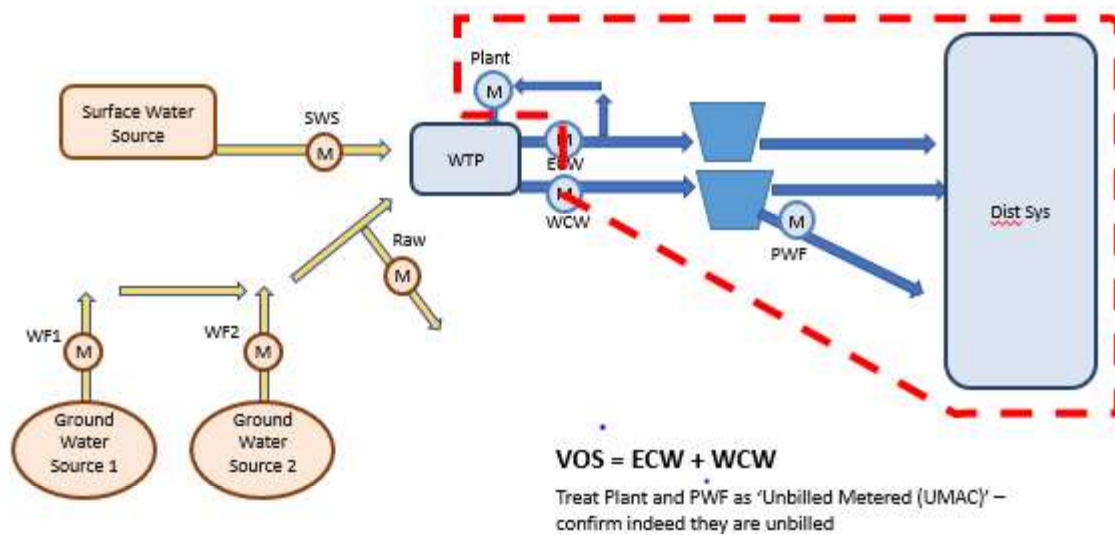 Plant
M
Surface Water
Source
SWS
M
WTP
M
ECW
M
WCW
Dist Sys
M
PWF
Raw
M
WF1
M
WF2
M
Ground
Water
Source 1
Ground
Water
Source 2
VOS = ECW + WCW
Treat Plant and PWF as ‘Unbilled Metered (UMAC)’ –
confirm indeed they are unbilled